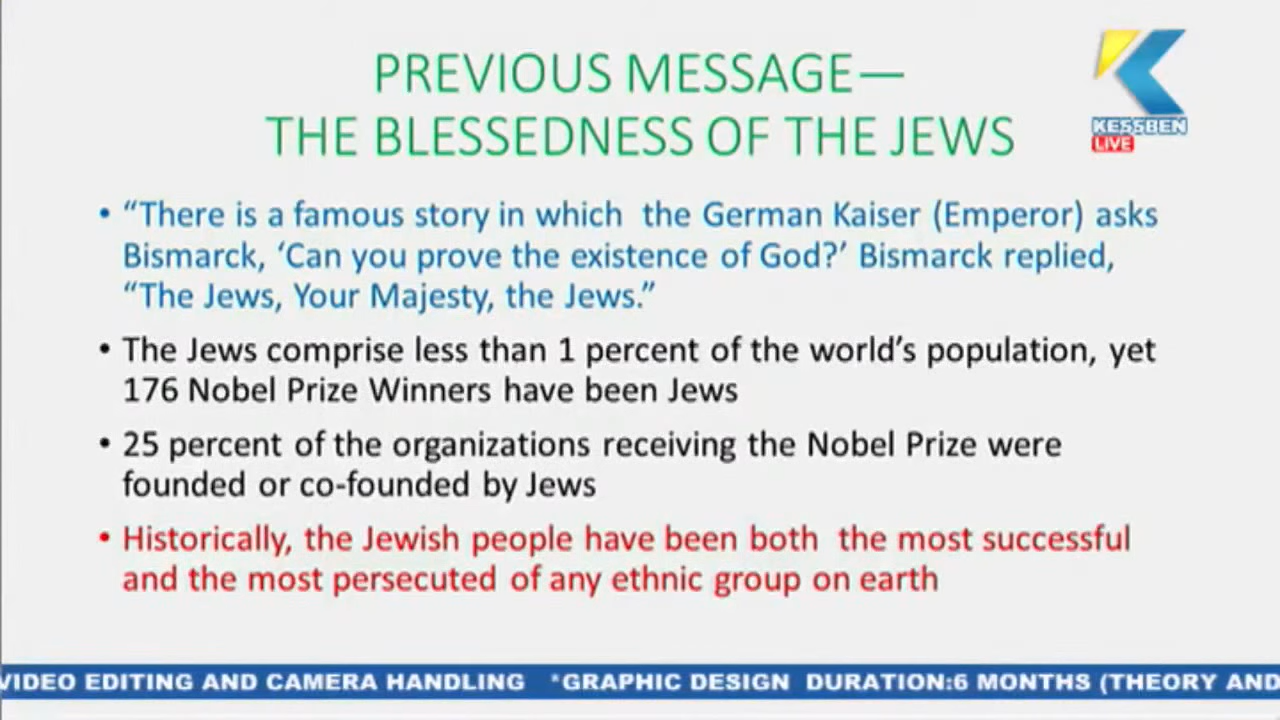 PREVIOUS MESSAGE—
THE BLESSEDNESS OF THE JEWS
KESSBEN
LIVE
• “There is a famous story in which the German Kaiser (Emperor) asks
Bismarck, ‘Can you prove the existence of God?’ Bismarck replied,
“The Jews, Your Majesty, the Jews.”
• The Jews comprise less than 1 percent of the world’s population, yet
176 Nobel Prize Winners have been Jews
• 25 percent of the organizations receiving the Nobel Prize were
founded or co-founded by Jews
• Historically, the Jewish people have been both the most successful
and the most persecuted of any ethnic group on earth
VIDEO EDITING AND CAMERA HANDLING *GRAPHIC DESIGN DURATION:6 MONTHS (THEORY AND